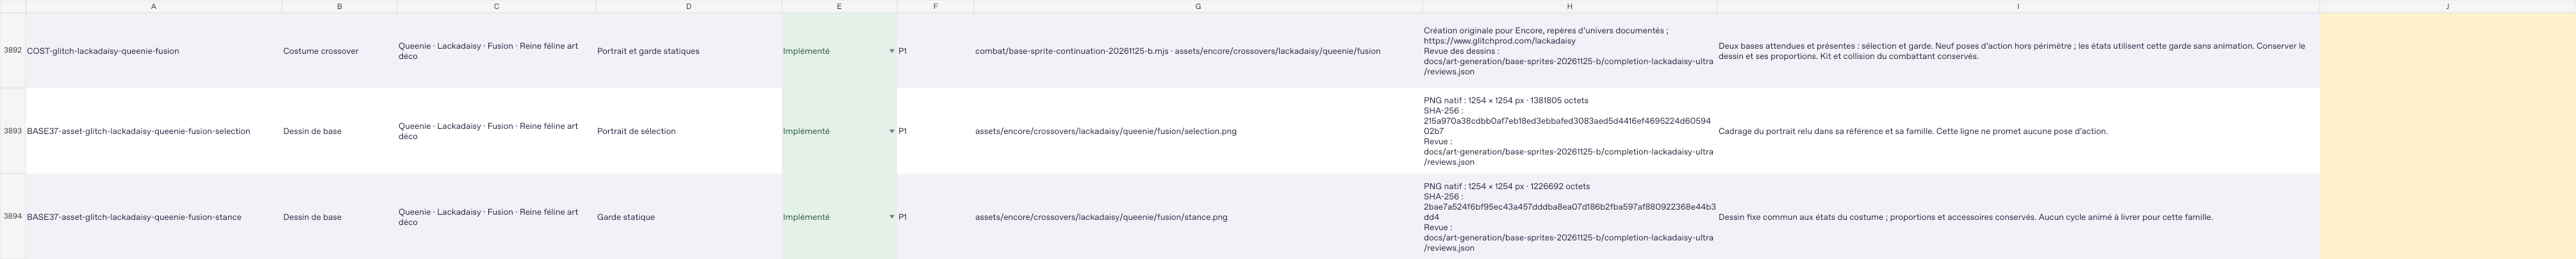 A B C D E F G H I J
3892 COST-glitch-lackadaisy-queenie-fusion
Costume crossover
Queenie · Lackadaisy · Fusion · Reine féline art
déco
Portrait et garde statiques
Implémenté
P1
combat/base-sprite-continuation-20261125-b.mjs · assets/encore/crossovers/lackadaisy/queenie/fusion
Création originale pour Encore, repères d'univers documentés ;
https://www.glitchprod.com/lackadaisy
Revue des dessins :
docs/art-generation/base-sprites-20261125-b/completion-lackadaisy-ultra
/reviews.json
Deux bases attendues et présentes : sélection et garde. Neuf poses d'action hors périmètre ; les états utilisent cette garde sans animation. Conserver le
dessin et ses proportions. Kit et collision du combattant conservés.
3893 BASE37-asset-glitch-lackadaisy-queenie-fusion-selection
Dessin de base
Queenie · Lackadaisy · Fusion · Reine féline art
déco
Portrait de sélection
Implémenté
P1
assets/encore/crossovers/lackadaisy/queenie/fusion/selection.png
PNG natif : 1254 × 1254 px · 1381805 octets
SHA-256 :
215a970a38cdbb0af7eb18ed3ebbafed3083aed5d4416ef4695224d60594
02b7
Revue :
docs/art-generation/base-sprites-20261125-b/completion-lackadaisy-ultra
/reviews.json
Cadrage du portrait relu dans sa référence et sa famille. Cette ligne ne promet aucune pose d'action.
3894 BASE37-asset-glitch-lackadaisy-queenie-fusion-stance
Dessin de base
Queenie · Lackadaisy · Fusion · Reine féline art
déco
Garde statique
Implémenté
P1
assets/encore/crossovers/lackadaisy/queenie/fusion/stance.png
PNG natif : 1254 × 1254 px · 1226692 octets
SHA-256 :
2bae7a524f6bf95ec43a457dddba8ea07d186b2fba597af880922368e44b3
dd4
Revue :
docs/art-generation/base-sprites-20261125-b/completion-lackadaisy-ultra
/reviews.json
Dessin fixe commun aux états du costume ; proportions et accessoires conservés. Aucun cycle animé à livrer pour cette famille.